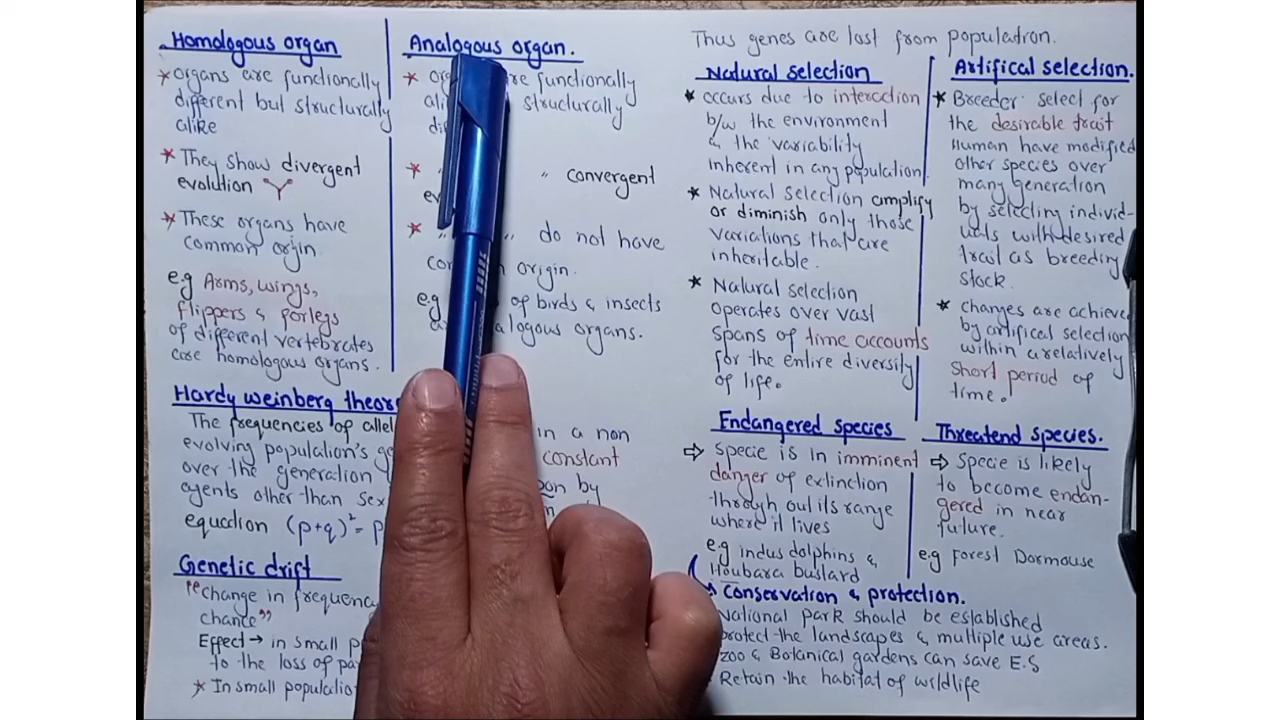 Homologous organ
* Organs are functionally
different but structurally
alike
* They show divergent
evolution
* These organs have
common orjin.
e.g Arms, wings,
flippers & forlegs
of different vertebrates
are homologous organs.
Analogous organ.
* functionally
structurally
* " convergent
* " " do not have
origin.
e.g of birds & insects
organs.
Hardy weinberg
The frequencies of
evolving population's in a non
over the generation constant
agents other than by
equation (p+q)² =
Genetic drift
"change in
chance"
Effect → in small
to the loss of
* In small
Thus genes are lost from population.
Natural selection
* occurs due to interaction
b/w the environment
& the variability
inherent in any population.
* Natural selection amplify
or diminish only those
variations that are
inheritable.
* Natural selection
operates over vast
spans of time accounts
for the entire diversity
of life.
Artifical selection.
* Breeder select for
the desirable trait
Human have modified
other species over
many generation
by selecting individ-
uals with desired
trait as breeding
stock.
* Changes are achieved
by artifical selection
within a relatively
short period of
time.
Endangered species
⇨ Specie is in imminent
danger of extinction
through out its range
where it lives
e.g indus dolphins &
Houbara bustard
Threatend species.
⇨ Specie is likely
to become endan-
gered in near
future.
e.g Forest Dormouse
Conservation & protection.
National park should be established
protect the landscapes & multiple use areas.
Zoo & Botanical gardens can save E.S
Retain the habitat of wildlife